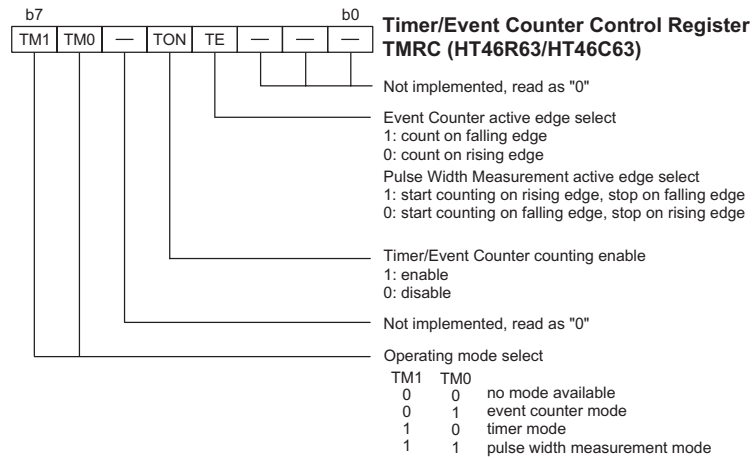 b7 b0
Timer/Event Counter Control Register
TMRC (HT46R63/HT46C63)
TM1 TM0 — TON TE — — —
Not implemented, read as "0"
Event Counter active edge select
1: count on falling edge
0: count on rising edge
Pulse Width Measurement active edge select
1: start counting on rising edge, stop on falling edge
0: start counting on falling edge, stop on rising edge
Timer/Event Counter counting enable
1: enable
0: disable
Not implemented, read as "0"
Operating mode select
TM1 TM0
0 0 no mode available
0 1 event counter mode
1 0 timer mode
1 1 pulse width measurement mode